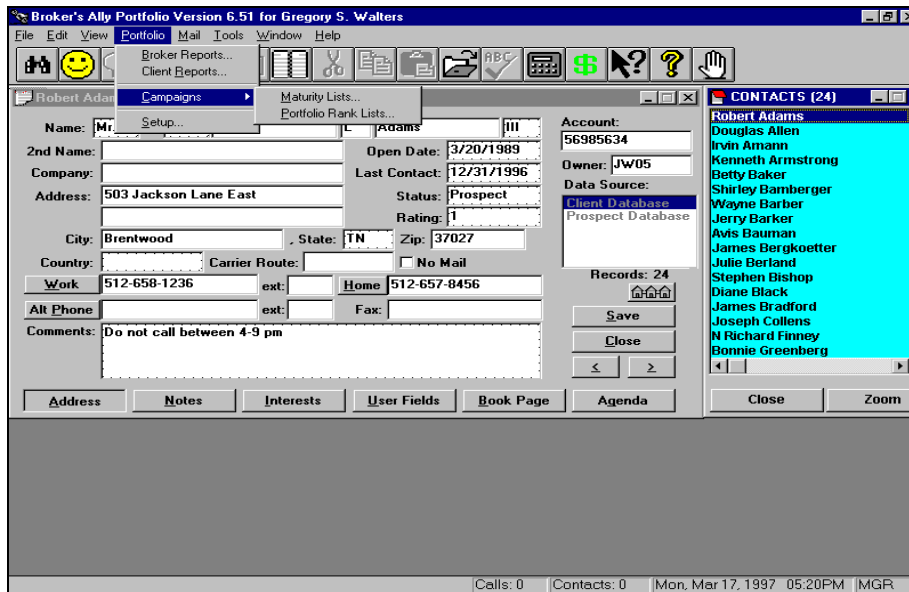 Broker's Ally Portfolio Version 6.51 for Gregory S. Walters
File Edit View Portfolio Mail Tools Window Help
Broker Reports...
Client Reports...
Campaigns
Setup...
Maturity Lists...
Portfolio Rank Lists...
ABC
$
?
?
Robert Adam
Name: Mr. L Adams III
2nd Name: Open Date: 3/20/1989
Company: Last Contact: 12/31/1996
Address: 503 Jackson Lane East Status: Prospect
Rating: 1
City: Brentwood , State: TN Zip: 37027
Country: Carrier Route: No Mail
Work 512-658-1236 ext: Home 512-657-8456
Alt Phone ext: Fax:
Comments: Do not call between 4-9 pm
Account:
56985634
Owner: JW05
Data Source:
Client Database
Prospect Database
Records: 24
Save
Close
< >
Address Notes Interests User Fields Book Page Agenda
CONTACTS (24)
Robert Adams
Douglas Allen
Irvin Amann
Kenneth Armstrong
Betty Baker
Shirley Bamberger
Wayne Barber
Jerry Barker
Avis Bauman
James Bergkoetter
Julie Berland
Stephen Bishop
Diane Black
James Bradford
Joseph Collens
N Richard Finney
Bonnie Greenberg
Close Zoom
Calls: 0 Contacts: 0 Mon, Mar 17, 1997 05:20PM MGR